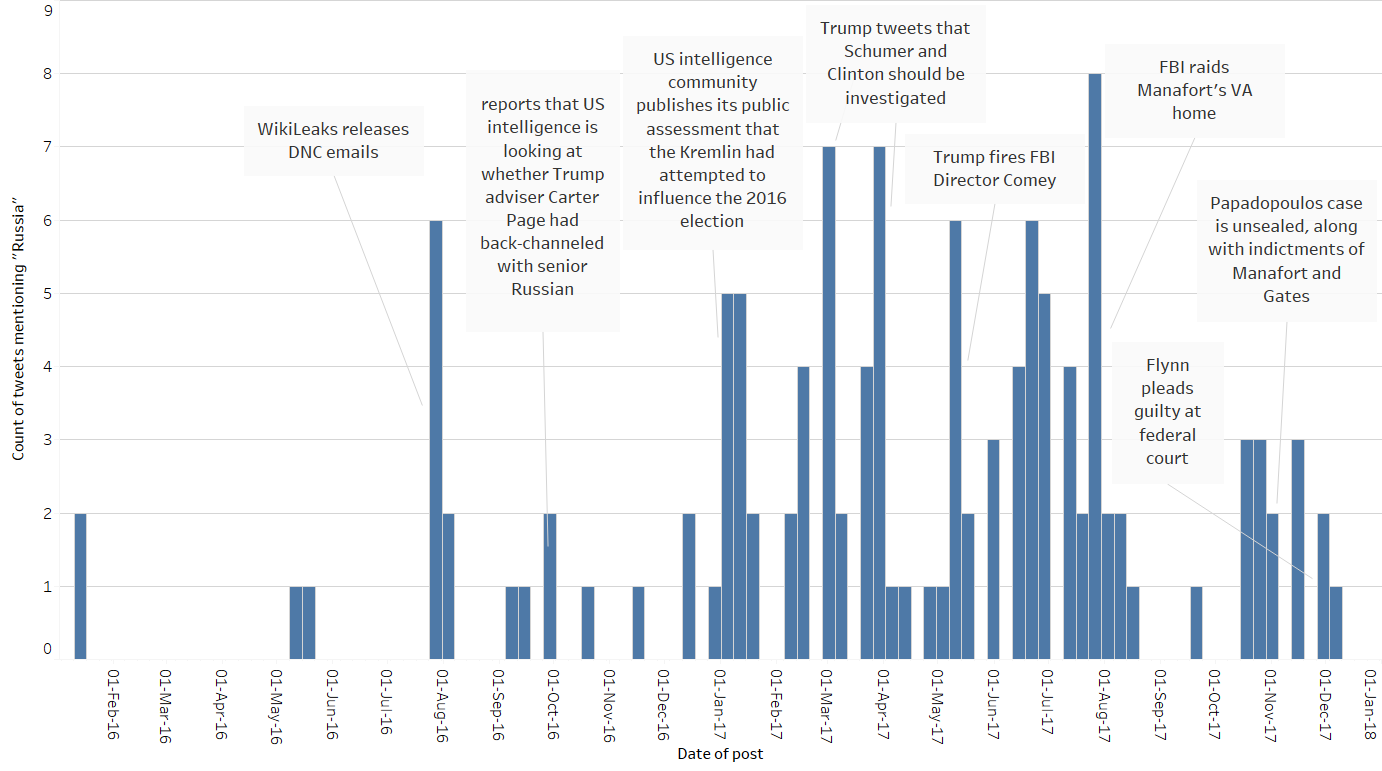 9
8
7
6
5
4
3
2
1
0
Count of tweets mentioning "Russia"
WikiLeaks releases
DNC emails
reports that US
intelligence is
looking at
whether Trump
adviser Carter
Page had
back-channeled
with senior
Russian
US intelligence
community
publishes its public
assessment that
the Kremlin had
attempted to
influence the 2016
election
Trump tweets that
Schumer and
Clinton should be
investigated
Trump fires FBI
Director Comey
FBI raids
Manafort's VA
home
Papadopoulos case
is unsealed, along
with indictments of
Manafort and
Gates
Flynn
pleads
guilty at
federal
court
01-Feb-16
01-Mar-16
01-Apr-16
01-May-16
01-Jun-16
01-Jul-16
01-Aug-16
01-Sep-16
01-Oct-16
01-Nov-16
01-Dec-16
01-Jan-17
01-Feb-17
01-Mar-17
01-Apr-17
01-May-17
01-Jun-17
01-Jul-17
01-Aug-17
01-Sep-17
01-Oct-17
01-Nov-17
01-Dec-17
01-Jan-18
Date of post